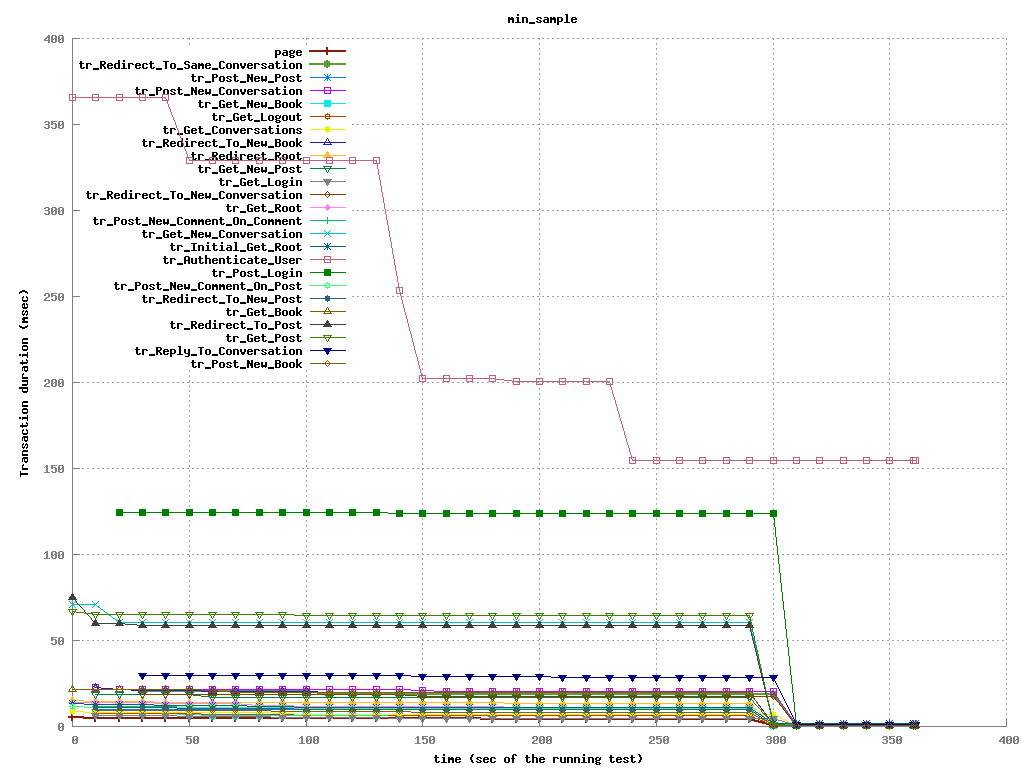 min_sample
400
350
300
250
200
150
100
50
0
Transaction duration (msec)
page
tr_Redirect_To_Same_Conversation
tr_Post_New_Post
tr_Post_New_Conversation
tr_Get_New_Book
tr_Get_Logout
tr_Get_Conversations
tr_Redirect_To_New_Book
tr_Redirect_Root
tr_Get_New_Post
tr_Get_Login
tr_Redirect_To_New_Conversation
tr_Get_Root
tr_Post_New_Comment_On_Comment
tr_Get_New_Conversation
tr_Initial_Get_Root
tr_Authenticate_User
tr_Post_Login
tr_Post_New_Comment_On_Post
tr_Redirect_To_New_Post
tr_Get_Book
tr_Redirect_To_Post
tr_Get_Post
tr_Reply_To_Conversation
tr_Post_New_Book
0 50 100 150 200 250 300 350 400
time (sec of the running test)